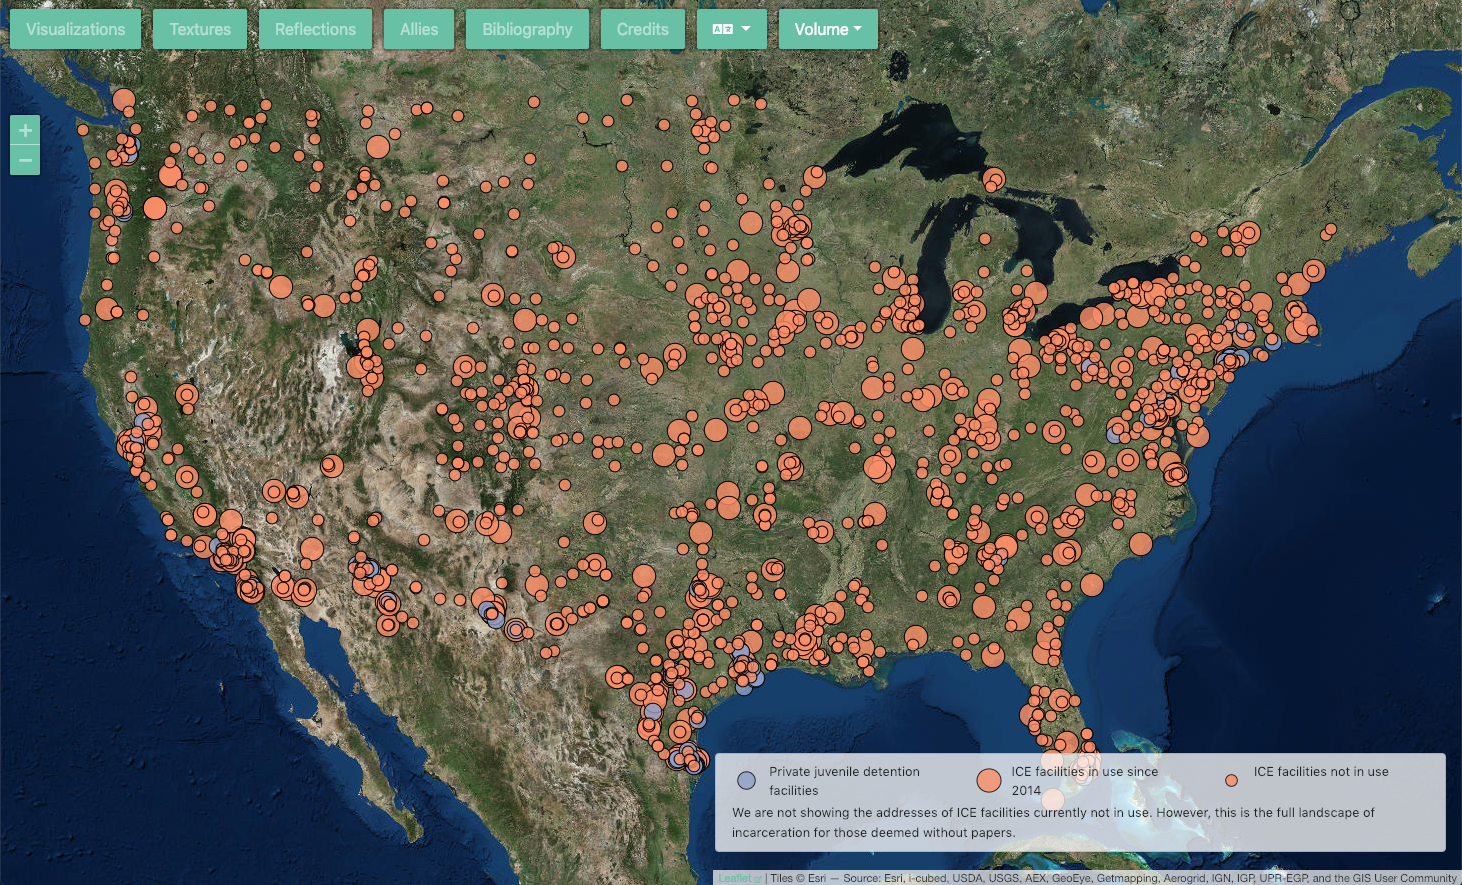 Visualizations
Textures
Reflections
Allies
Bibliography
Credits
Volume
+
−
Private juvenile detention
facilities
ICE facilities in use since
2014
ICE facilities not in use
We are not showing the addresses of ICE facilities currently not in use. However, this is the full landscape of
incarceration for those deemed without papers.
Leaflet | Tiles © Esri — Source: Esri, i-cubed, USDA, USGS, AEX, GeoEye, Getmapping, Aerogrid, IGN, IGP, UPR-EGP, and the GIS User Community